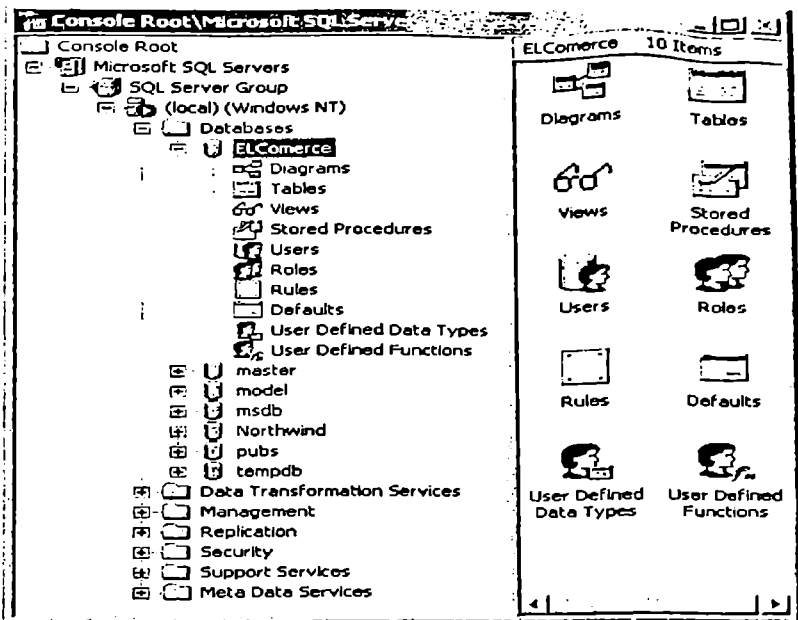 Console Root\Microsoft SQL Serve
Console Root
Microsoft SQL Servers
SQL Server Group
(local) (Windows NT)
Databases
ELComerce
Diagrams
Tables
Views
Stored Procedures
Users
Roles
Rules
Defaults
User Defined Data Types
User Defined Functions
master
model
msdb
Northwind
pubs
tempdb
Data Transformation Services
Management
Replication
Security
Support Services
Meta Data Services
ELComerce 10 Items
Diagrams Tables
Views Stored
Procedures
Users Roles
Rules Defaults
User Defined User Defined
Data Types Functions